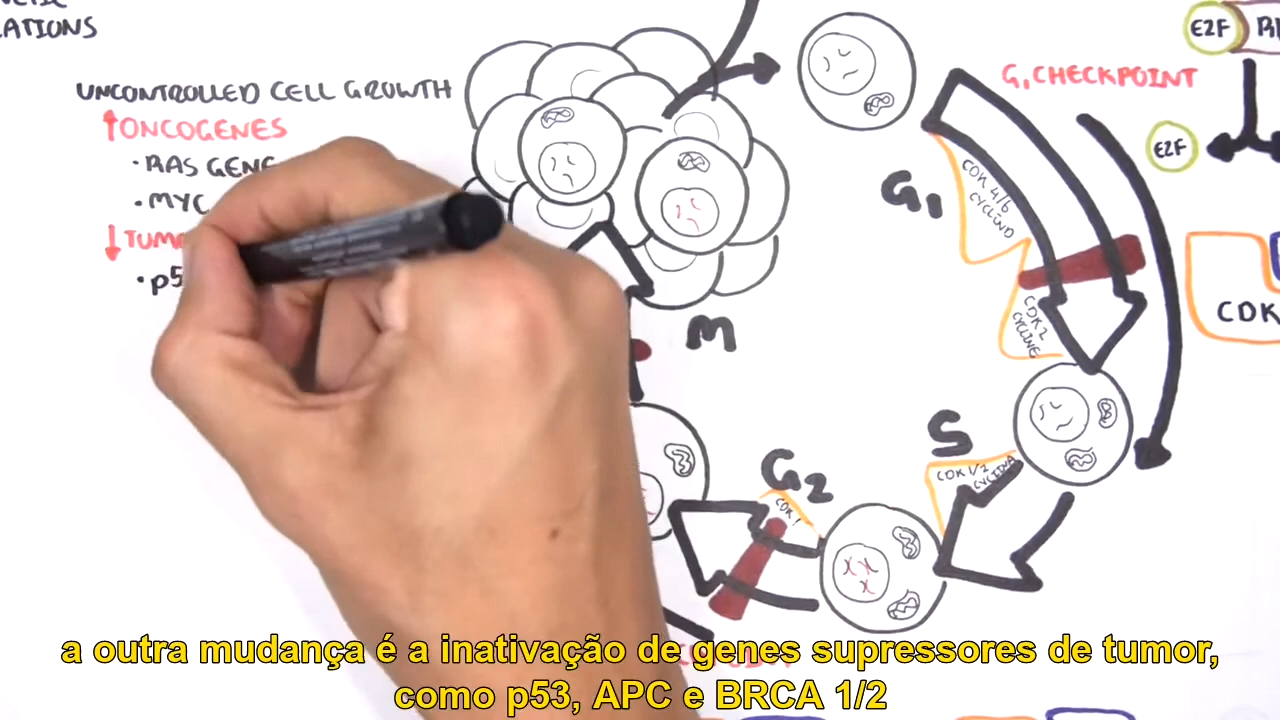 ATIONS
UNCONTROLLED CELL GROWTH
↑ONCOGENES
• RAS GENE
• MYC
↓TUM
• p5
G₁ CHECKPOINT
E2F
E2F
G₁
CDK 4/6
CYCLIN D
CDK 2
CYCLIN E
CDK
M
S
CDK 1/2
CYCLIN A
G₂
CDK 1
a outra mudança é a inativação de genes supressores de tumor,
como p53, APC e BRCA 1/2